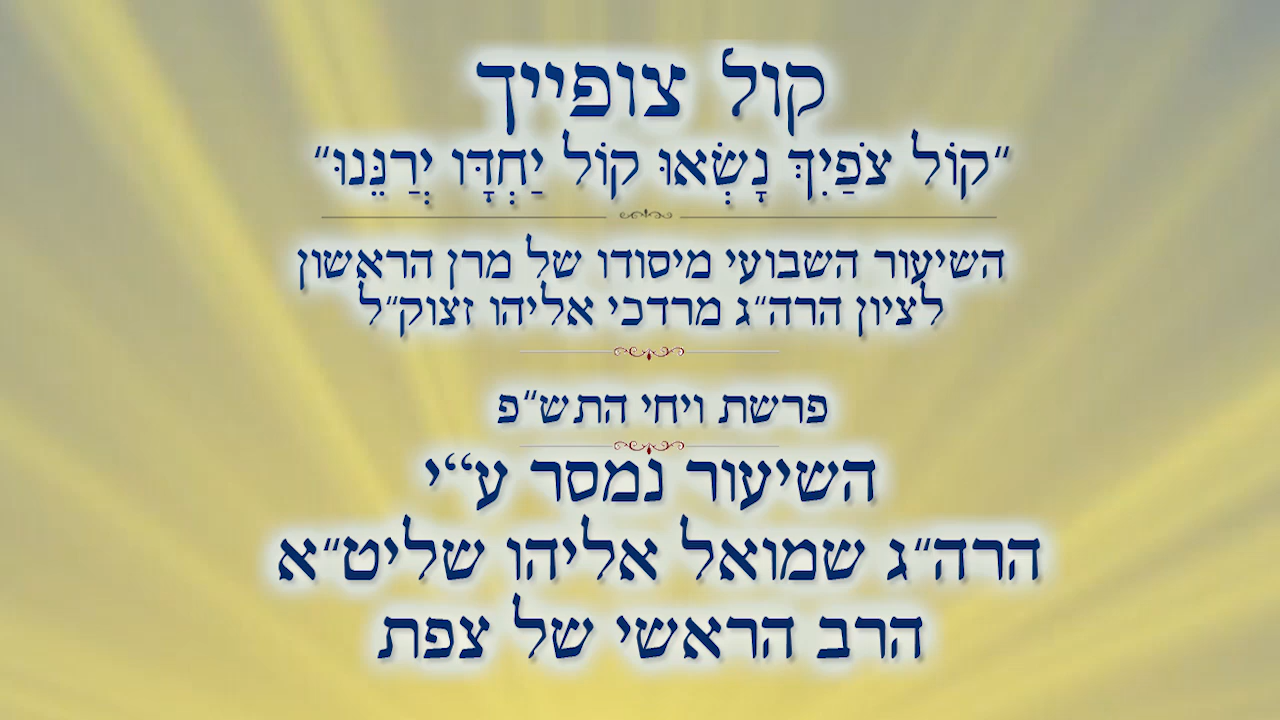 קול צופייך
"קוֹל צֹפַיִךְ נָשְׂאוּ קוֹל יַחְדָּו יְרַנֵּנוּ"
השיעור השבועי מיסודו של מרן הראשון
לציון הרה"ג מרדכי אליהו זצוק"ל
פרשת ויחי התש"פ
השיעור נמסר ע"י
הרה"ג שמואל אליהו שליט"א
הרב הראשי של צפת